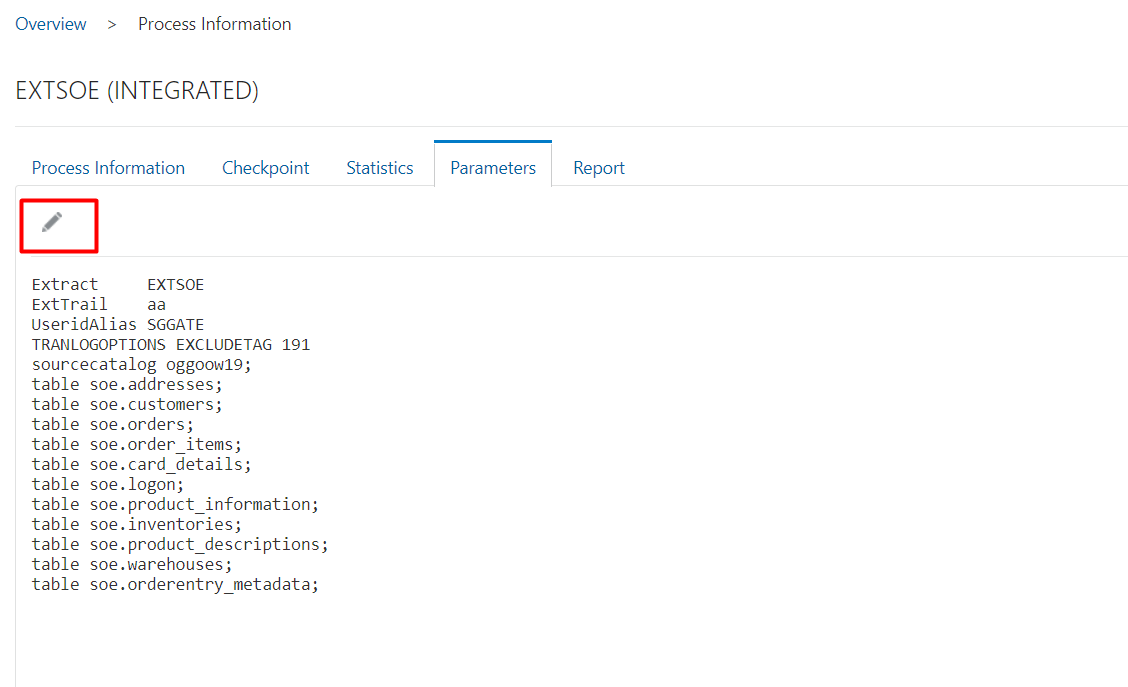 Overview > Process Information
EXTSOE (INTEGRATED)
Process Information Checkpoint Statistics Parameters Report
Extract     EXTSOE
ExtTrail    aa
UseridAlias SGGATE
TRANLOGOPTIONS EXCLUDETAG 191
sourcecatalog oggoow19;
table soe.addresses;
table soe.customers;
table soe.orders;
table soe.order_items;
table soe.card_details;
table soe.logon;
table soe.product_information;
table soe.inventories;
table soe.product_descriptions;
table soe.warehouses;
table soe.orderentry_metadata;